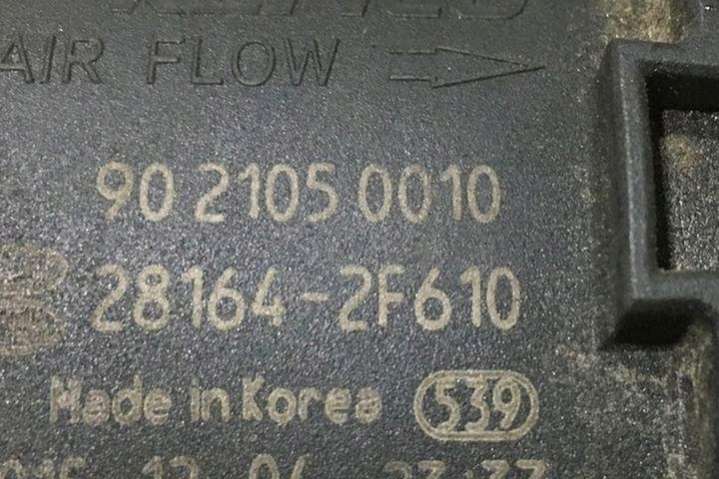 AIR FLOW
90 2105 0010
28164-2F610
Made in Korea 539